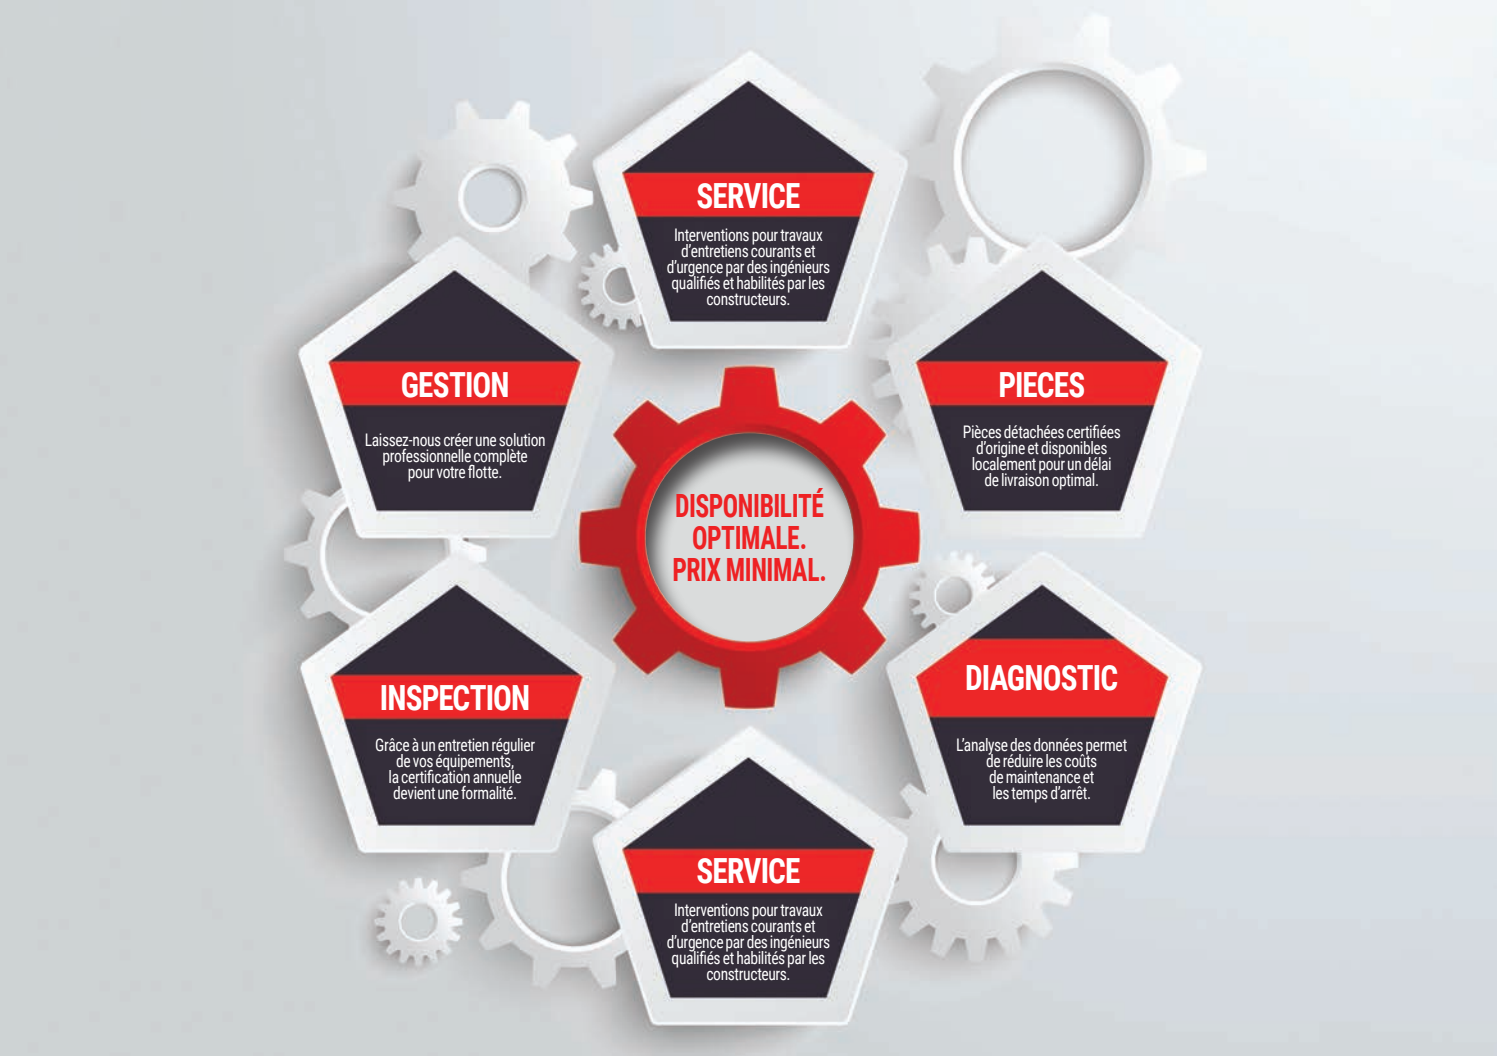 SERVICE
Interventions pour travaux
d'entretiens courants et
d'urgence par des ingénieurs
qualifiés et habilités par les
constructeurs.
GESTION
Laissez-nous créer une solution
professionnelle complète
pour votre flotte.
PIECES
Pièces détachées certifiées
d'origine et disponibles
localement pour un délai
de livraison optimal.
DISPONIBILITÉ
OPTIMALE.
PRIX MINIMAL.
INSPECTION
Grâce à un entretien régulier
de vos équipements,
la certification annuelle
devient une formalité.
DIAGNOSTIC
L'analyse des données permet
de réduire les coûts
de maintenance et
les temps d'arrêt.
SERVICE
Interventions pour travaux
d'entretiens courants et
d'urgence par des ingénieurs
qualifiés et habilités par les
constructeurs.